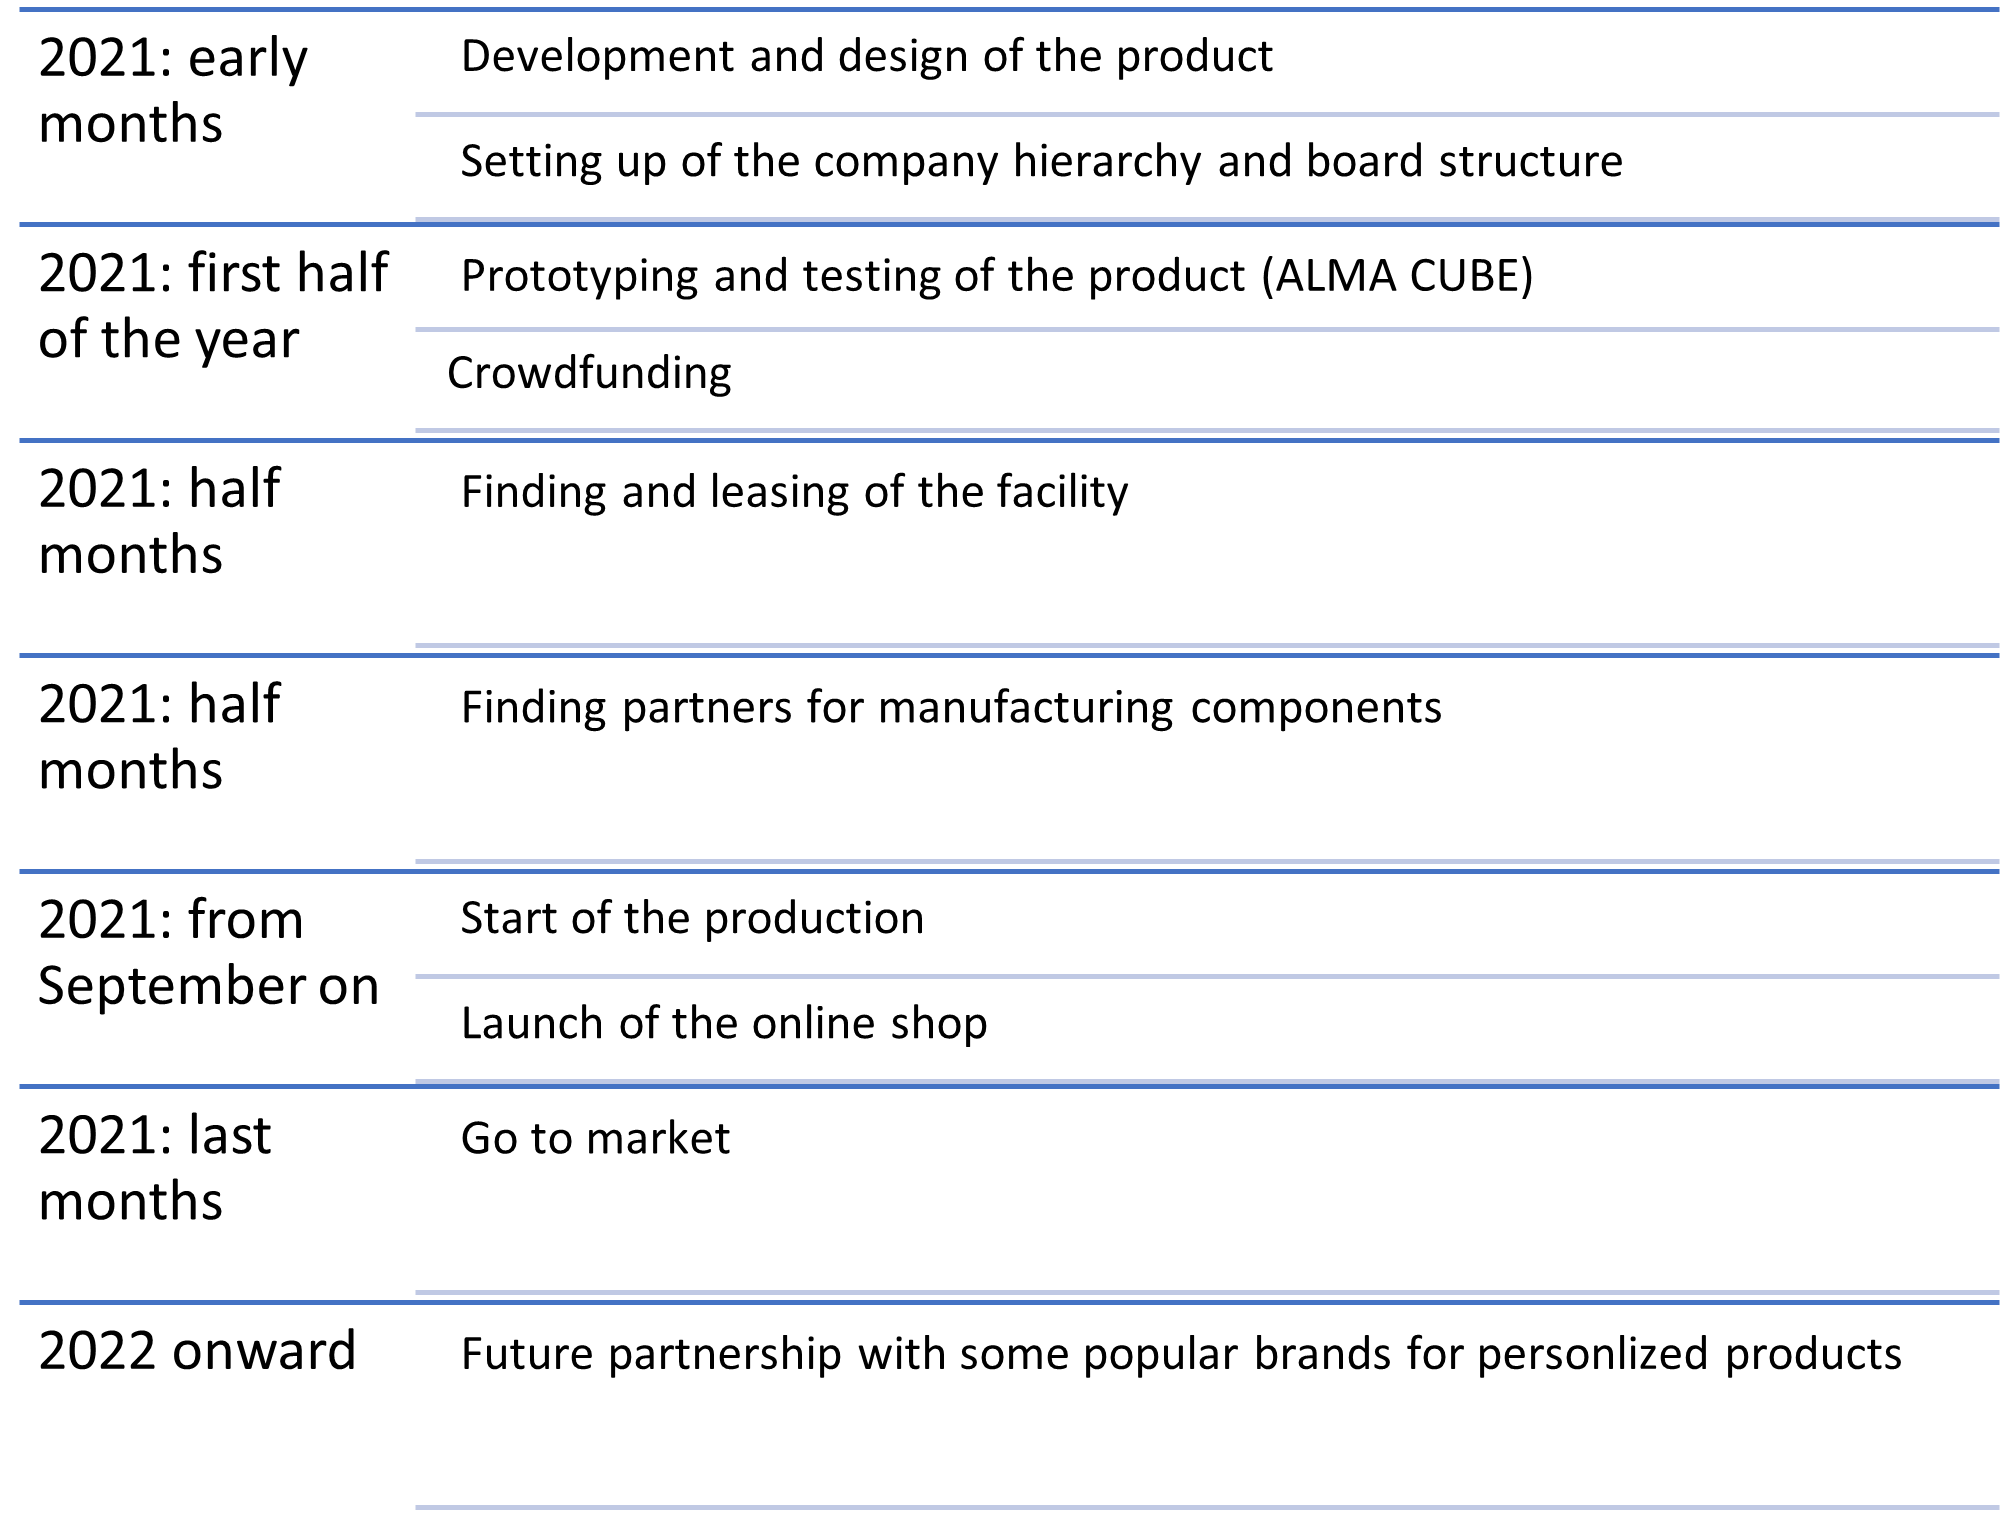 2021: early
months
Development and design of the product
Setting up of the company hierarchy and board structure
2021: first half
of the year
Prototyping and testing of the product (ALMA CUBE)
Crowdfunding
2021: half
months
Finding and leasing of the facility
2021: half
months
Finding partners for manufacturing components
2021: from
September on
Start of the production
Launch of the online shop
2021: last
months
Go to market
2022 onward
Future partnership with some popular brands for personlized products